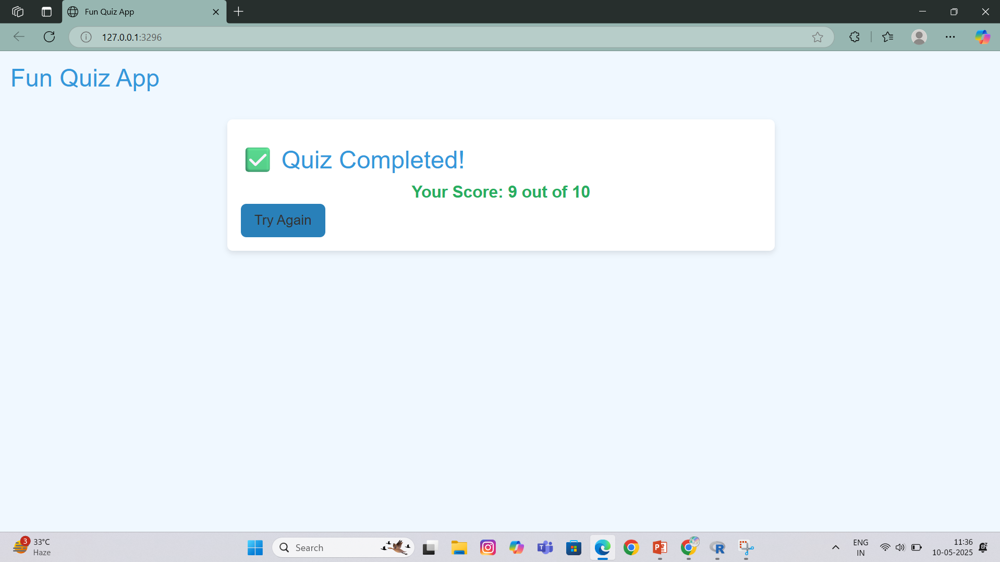 Fun Quiz App
127.0.0.1:3296
Fun Quiz App
✅ Quiz Completed!
Your Score: 9 out of 10
Try Again
3
33°C
Haze
Search
ENG
IN
11:36
10-05-2025